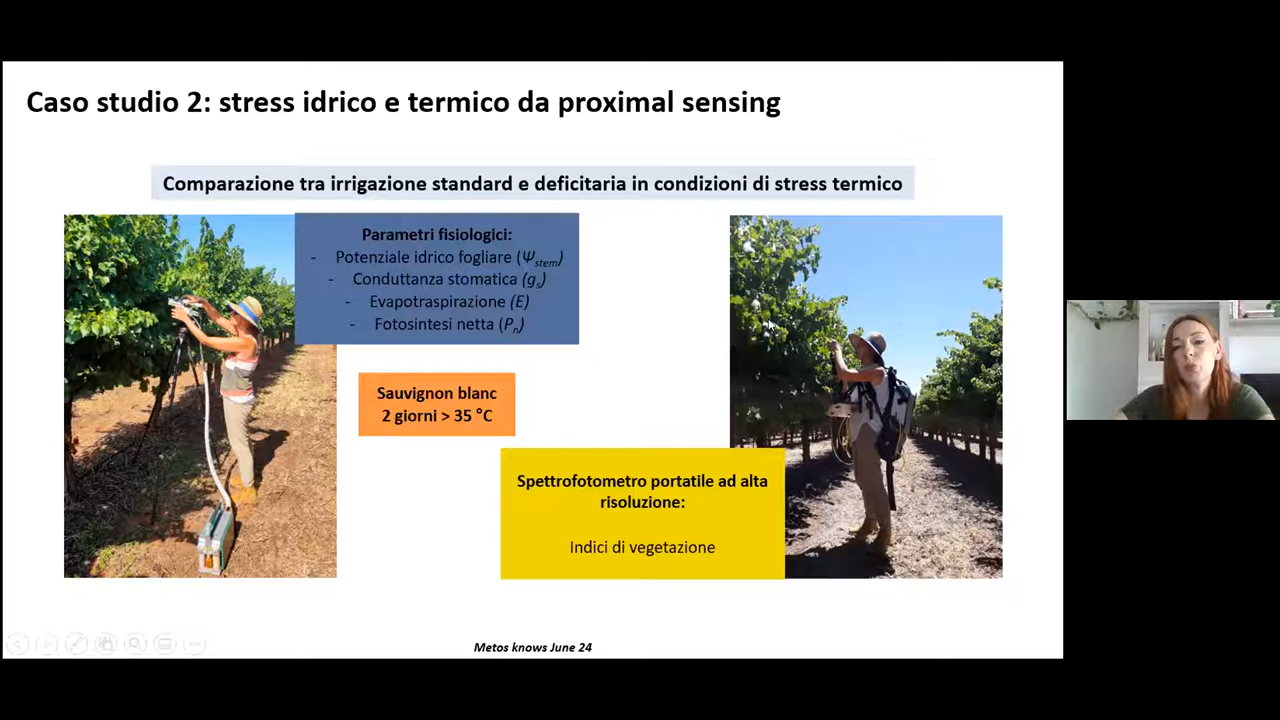 Caso studio 2: stress idrico e termico da proximal sensing
Comparazione tra irrigazione standard e deficitaria in condizioni di stress termico
Parametri fisiologici:
- Potenziale idrico fogliare (Ψstem)
- Conduttanza stomatica (gs)
- Evapotraspirazione (E)
- Fotosintesi netta (Pn)
Sauvignon blanc
2 giorni > 35 °C
Spettrofotometro portatile ad alta
risoluzione:
Indici di vegetazione
Metos knows June 24